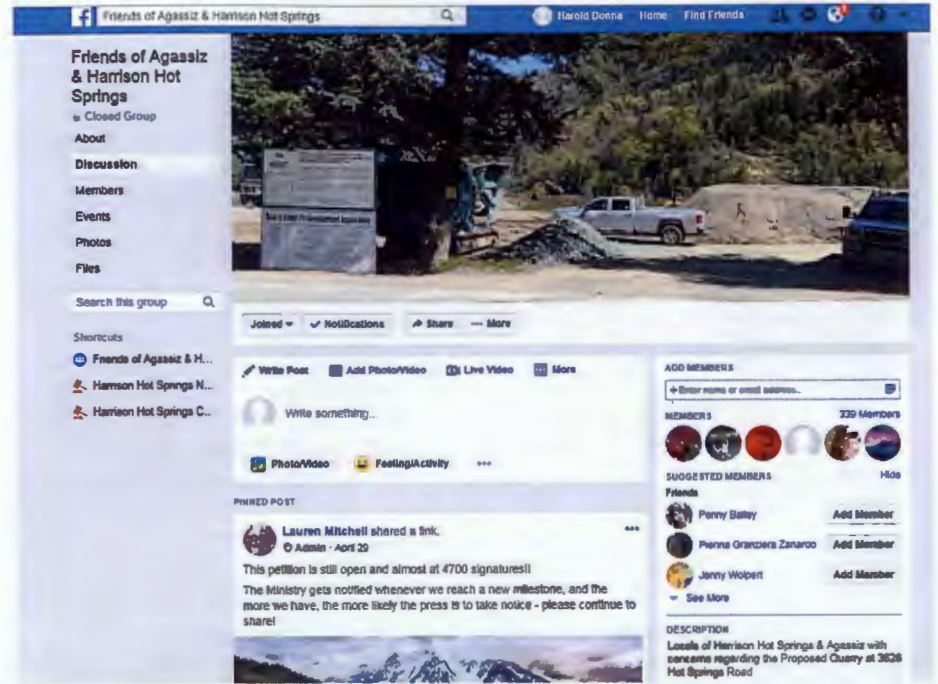 Friends of Agassiz & Harrison Hot Springs
Harold Donna Home Find Friends
Friends of Agassiz
& Harrison Hot
Springs
Closed Group
About
Discussion
Members
Events
Photos
Files
Search this group
Shortcuts
Friends of Agassiz & H...
Harrison Hot Springs N...
Harrison Hot Springs C...
Joined Notifications Share More
Write Post Add Photo/Video Live Video More
Write something...
Photo/Video Feeling/Activity
PINNED POST
Lauren Mitchell shared a link.
Admin · April 29
This petition is still open and almost at 4700 signatures!!
The Ministry gets notified whenever we reach a new milestone, and the
more we have, the more likely the press is to take notice - please continue to
share!
ADD MEMBERS
+ Enter name or email address...
MEMBERS 339 Members
SUGGESTED MEMBERS Hide
Friends
Penny Bailey Add Member
Pienna Granziera Zanardo Add Member
Jenny Wolpert Add Member
See More
DESCRIPTION
Locals of Harrison Hot Springs & Agassiz with
concerns regarding the Proposed Quarry at 3628
Hot Springs Road